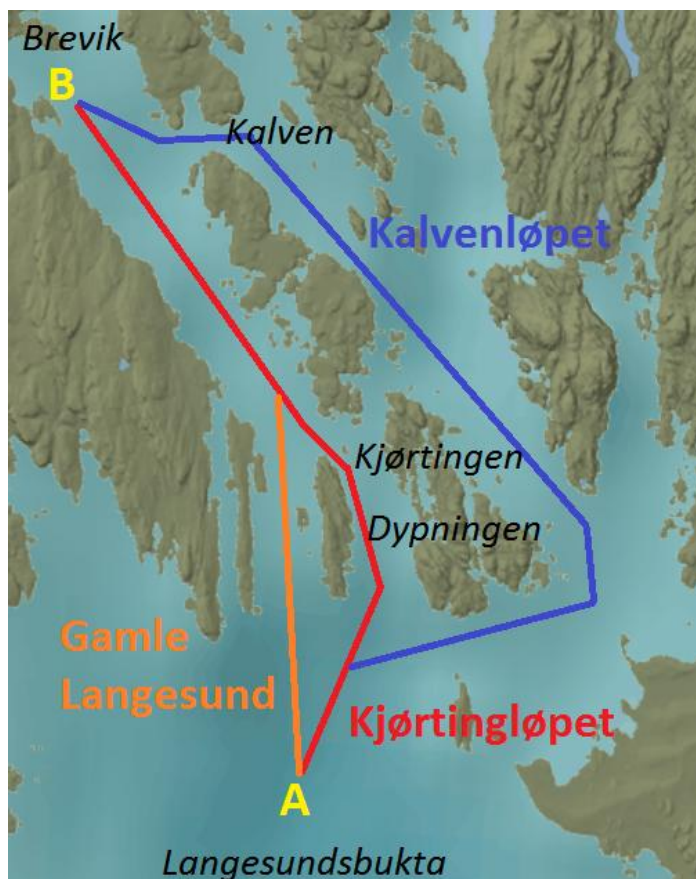 Brevik
B
Kalven
Kalvenløpet
Kjørtingen
Dypningen
Gamle
Langesund
Kjørtingløpet
A
Langesundsbukta